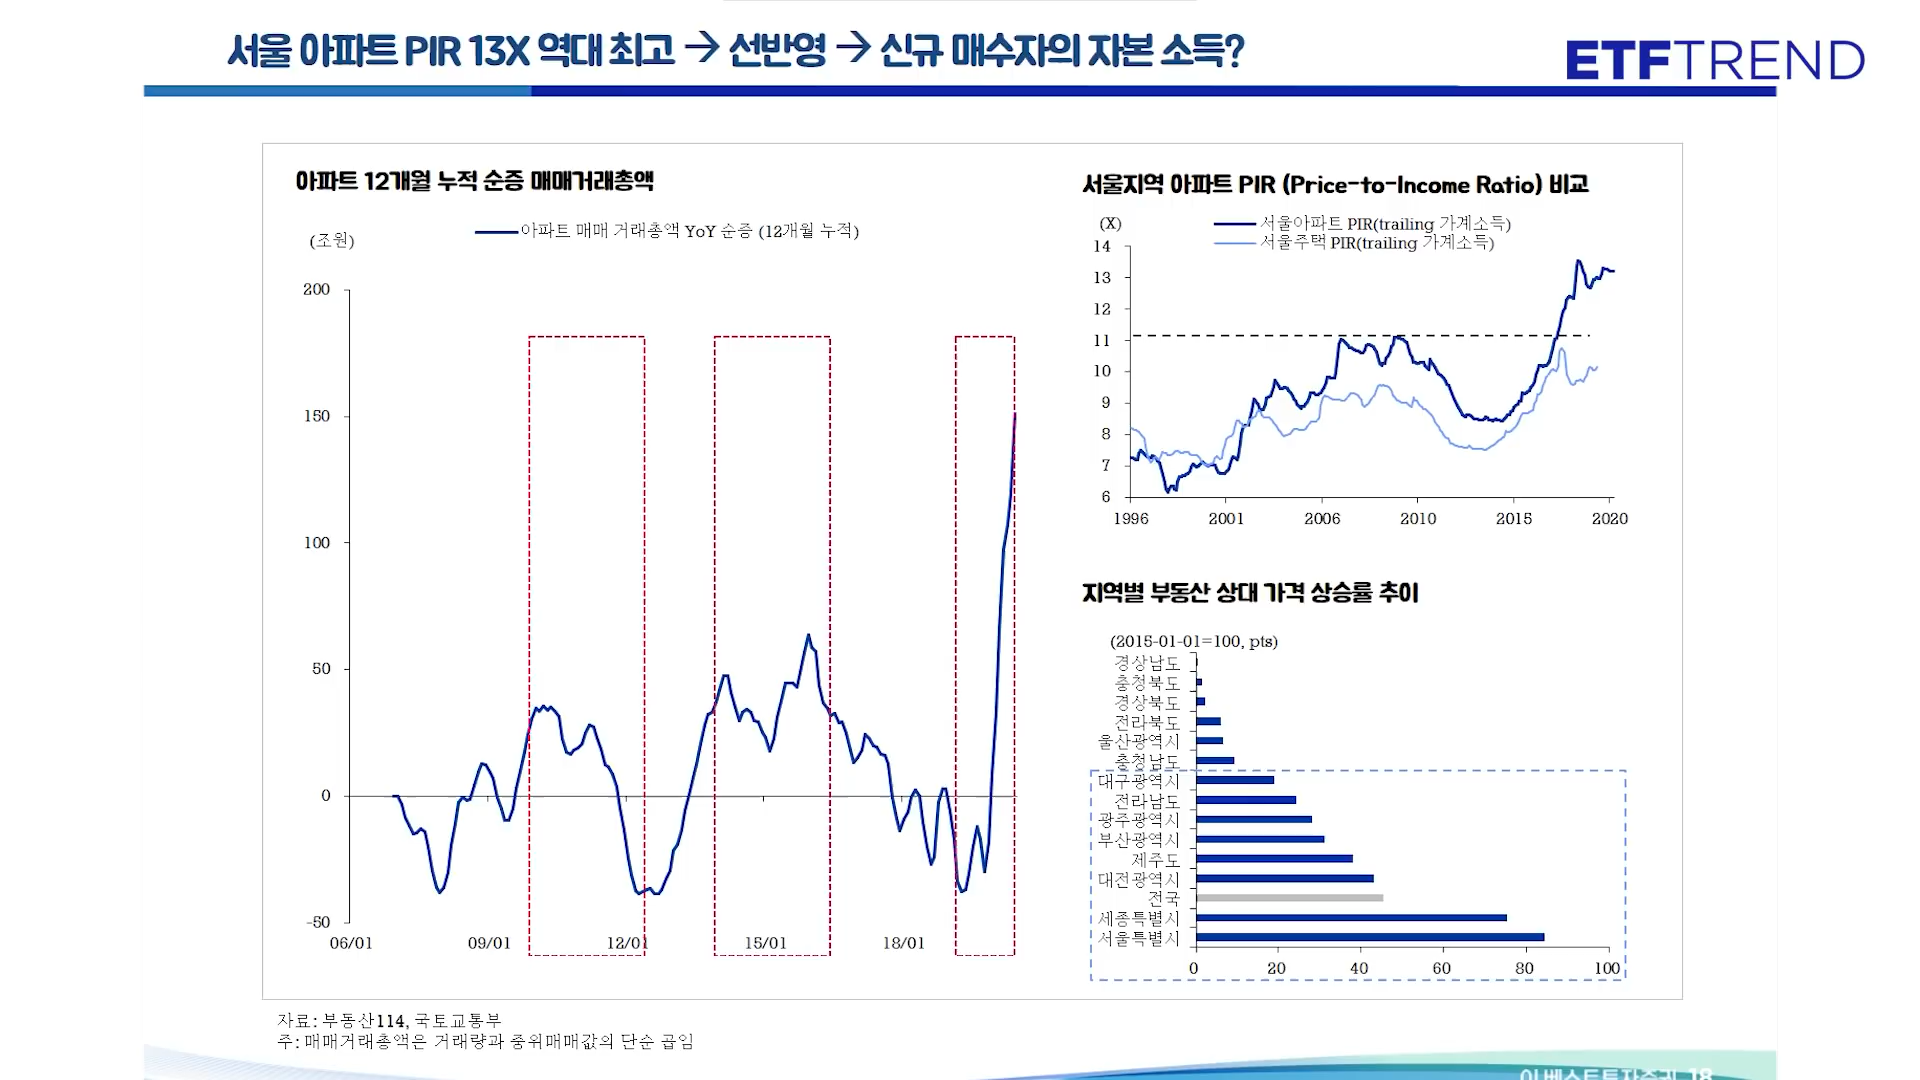 서울 아파트 PIR 13X 역대 최고 → 선반영 → 신규 매수자의 자본 소득?
ETFTREND
아파트 12개월 누적 순증 매매거래총액
(조원)
아파트 매매 거래총액 YoY 순증 (12개월 누적)
200
150
100
50
0
-50
06/01 09/01 12/01 15/01 18/01
서울지역 아파트 PIR (Price-to-Income Ratio) 비교
(X)
서울아파트 PIR(trailing 가계소득)
서울주택 PIR(trailing 가계소득)
14
13
12
11
10
9
8
7
6
1996 2001 2006 2010 2015 2020
지역별 부동산 상대 가격 상승률 추이
(2015-01-01=100, pts)
경상남도
충청북도
경상북도
전라북도
울산광역시
충청남도
대구광역시
전라남도
광주광역시
부산광역시
제주도
대전광역시
전국
세종특별시
서울특별시
0 20 40 60 80 100
자료: 부동산114, 국토교통부
주: 매매거래총액은 거래량과 중위매매값의 단순 곱임
이베스트투자증권 18